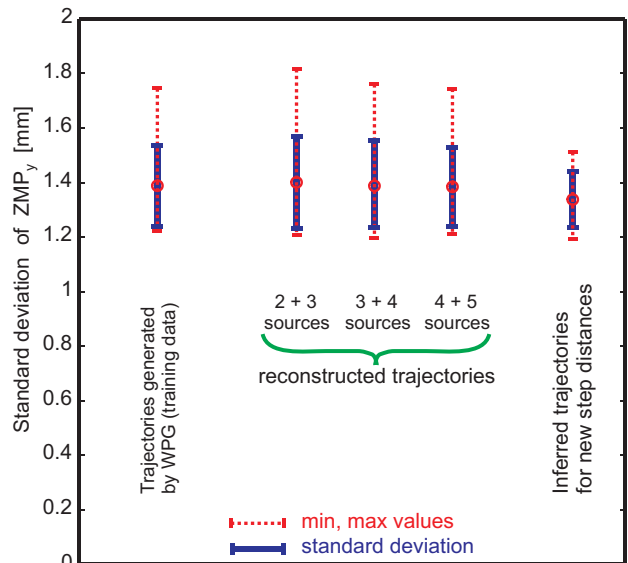 Standard deviation of ZMPy [mm]
2
1.8
1.6
1.4
1.2
1
0.8
0.6
0.4
0.2
0
Trajectories generated
by WPG (training data)
2 + 3
sources
3 + 4
sources
4 + 5
sources
reconstructed trajectories
Inferred trajectories
for new step distances
min, max values
standard deviation